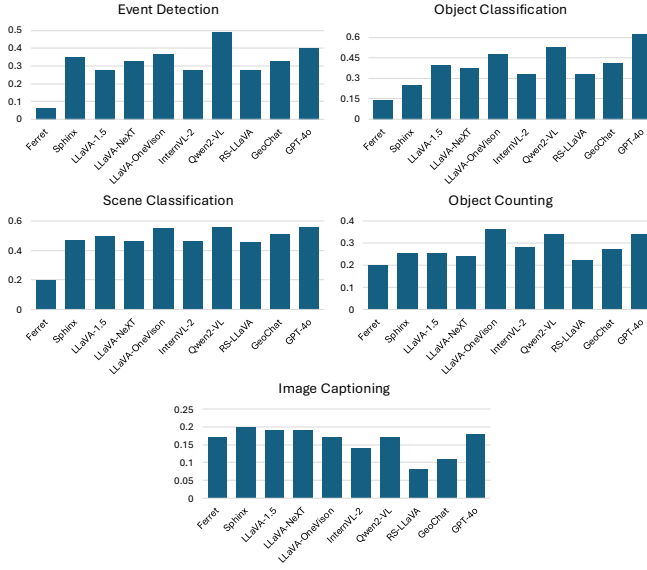 Event Detection
0.5
0.4
0.3
0.2
0.1
0
Ferret
Sphinx
LLaVA-1.5
LLaVA-NeXT
LLaVA-OneVison
InternVL-2
Qwen2-VL
RS-LLaVA
GeoChat
GPT-4o
Object Classification
0.6
0.45
0.3
0.15
0
Ferret
Sphinx
LLaVA-1.5
LLaVA-NeXT
LLaVA-OneVison
InternVL-2
Qwen2-VL
RS-LLaVA
GeoChat
GPT-4o
Scene Classification
0.6
0.4
0.2
0
Ferret
Sphinx
LLaVA-1.5
LLaVA-NeXT
LLaVA-OneVison
InternVL-2
Qwen2-VL
RS-LLaVA
GeoChat
GPT-4o
Object Counting
0.4
0.3
0.2
0.1
0
Ferret
Sphinx
LLaVA-1.5
LLaVA-NeXT
LLaVA-OneVison
InternVL-2
Qwen2-VL
RS-LLaVA
GeoChat
GPT-4o
Image Captioning
0.25
0.2
0.15
0.1
0.05
0
Ferret
Sphinx
LLaVA-1.5
LLaVA-NeXT
LLaVA-OneVison
InternVL-2
Qwen2-VL
RS-LLaVA
GeoChat
GPT-4o